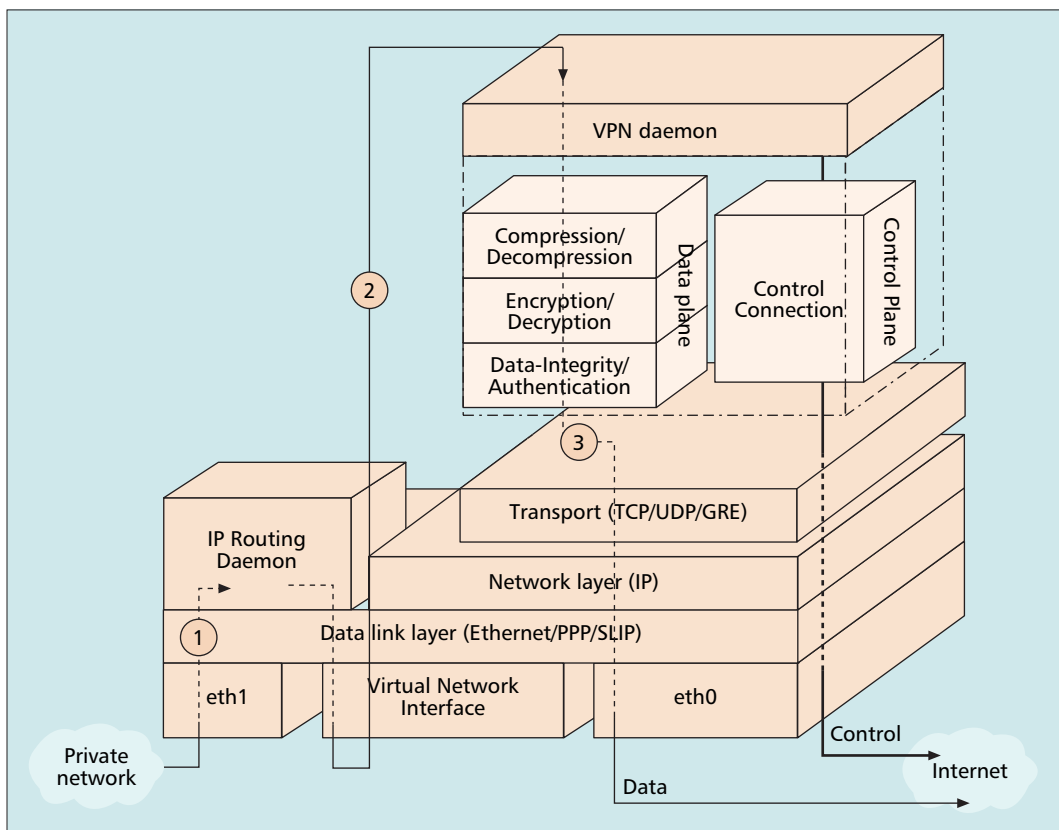 VPN daemon
Compression/
Decompression
Encryption/
Decryption
Data-Integrity/
Authentication
Data plane
Control
Connection
Control Plane
2
3
Transport (TCP/UDP/GRE)
IP Routing
Daemon
Network layer (IP)
1
Data link layer (Ethernet/PPP/SLIP)
eth1
Virtual Network
Interface
eth0
Private
network
Control
Internet
Data